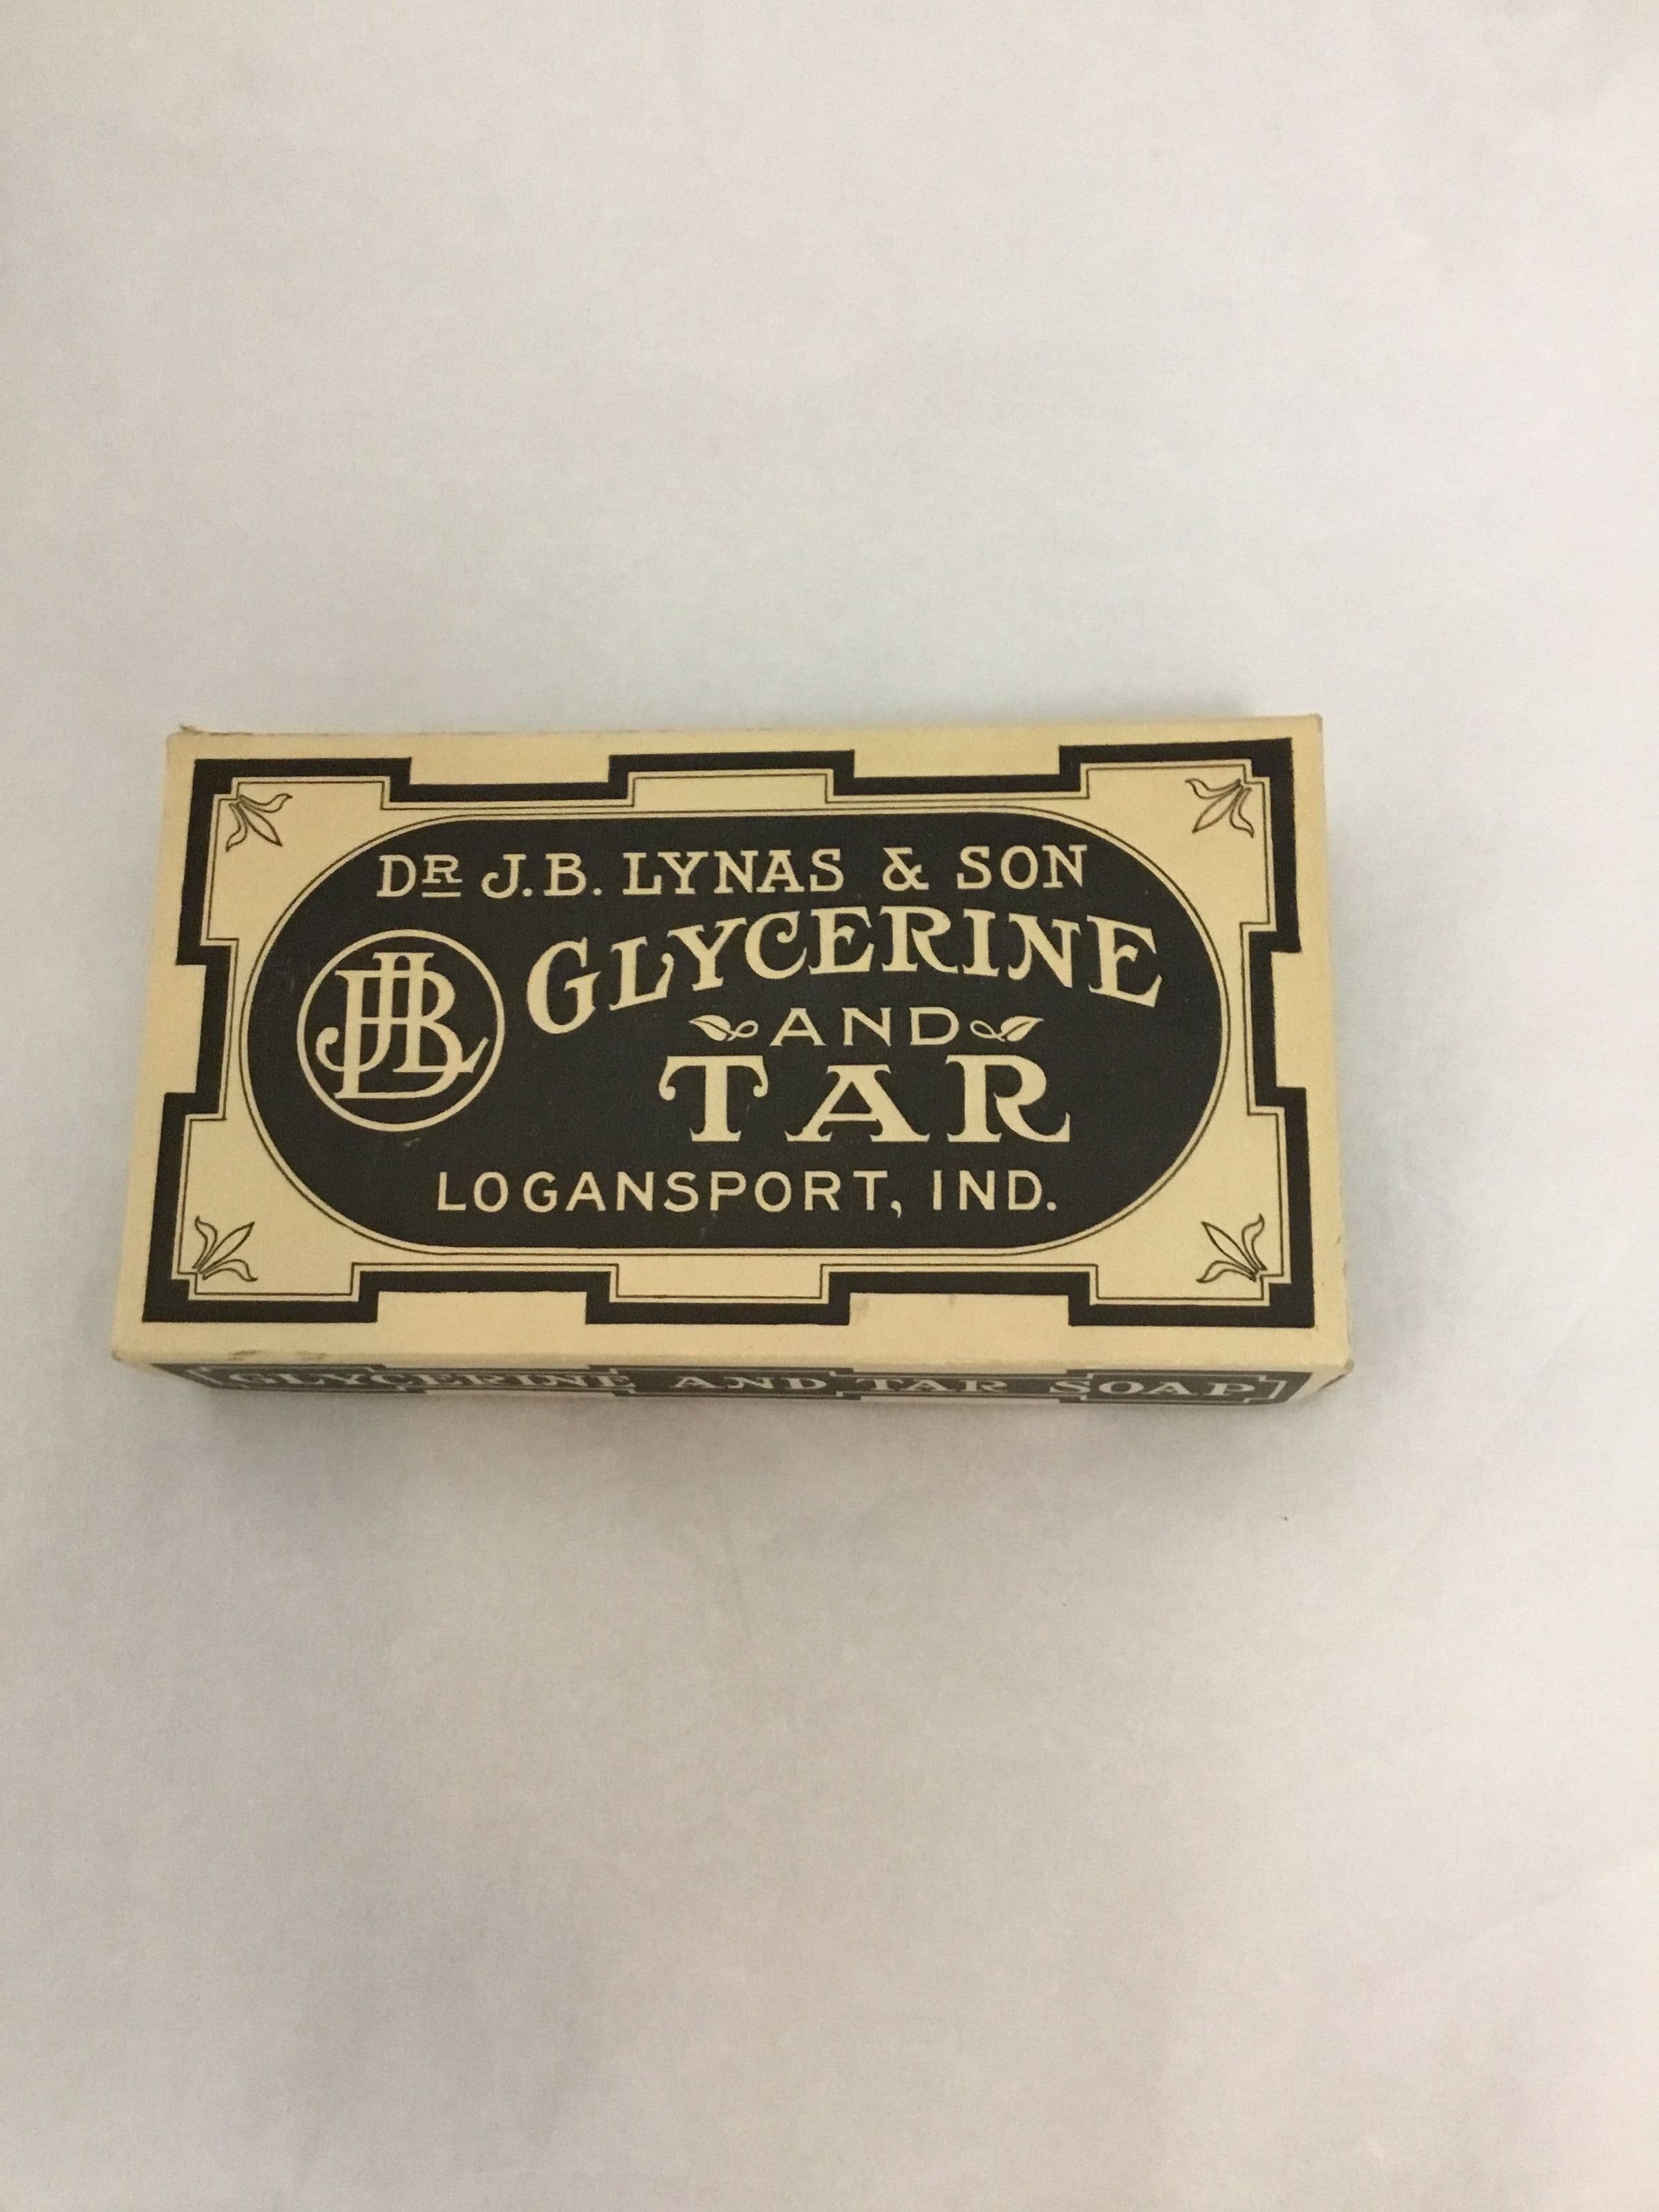 DR J.B. LYNAS & SON
JBL
GLYCERINE
AND
TAR
LOGANSPORT, IND.
GLYCERINE AND TAR SOAP